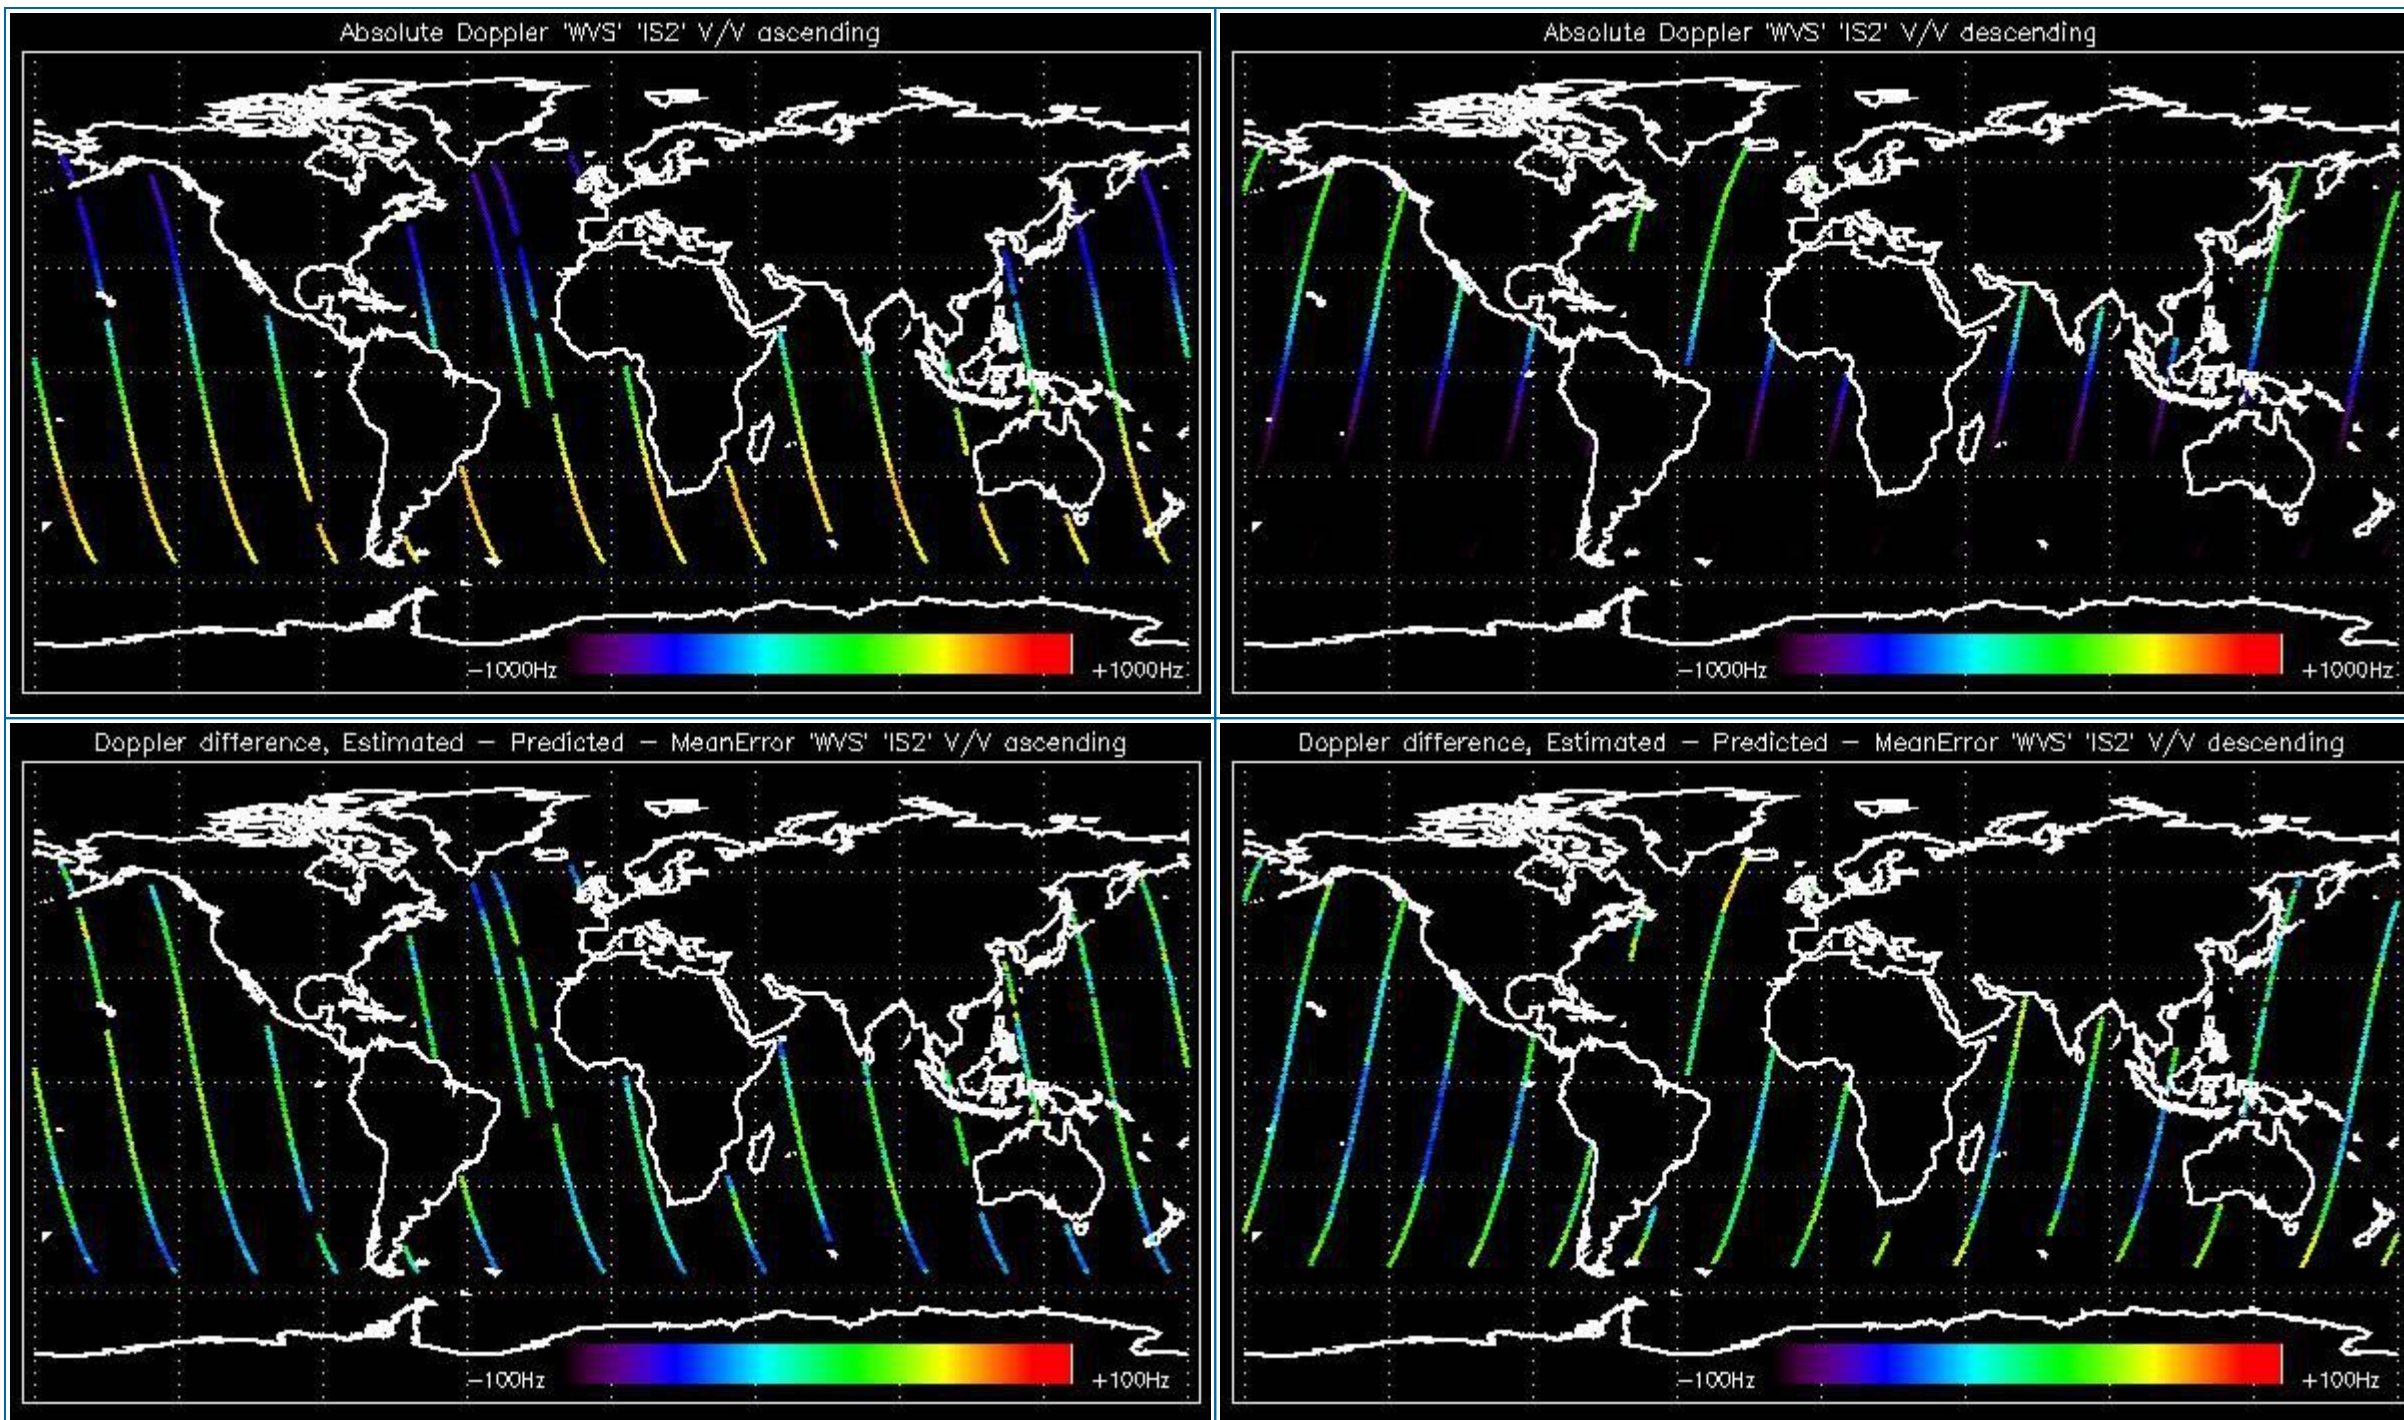 Absolute Doppler 'WVS' 'IS2' V/V ascending
-1000Hz
+1000Hz
Absolute Doppler 'WVS' 'IS2' V/V descending
-1000Hz
+1000Hz
Doppler difference, Estimated - Predicted - MeanError 'WVS' 'IS2' V/V ascending
-100Hz
+100Hz
Doppler difference, Estimated - Predicted - MeanError 'WVS' 'IS2' V/V descending
-100Hz
+100Hz